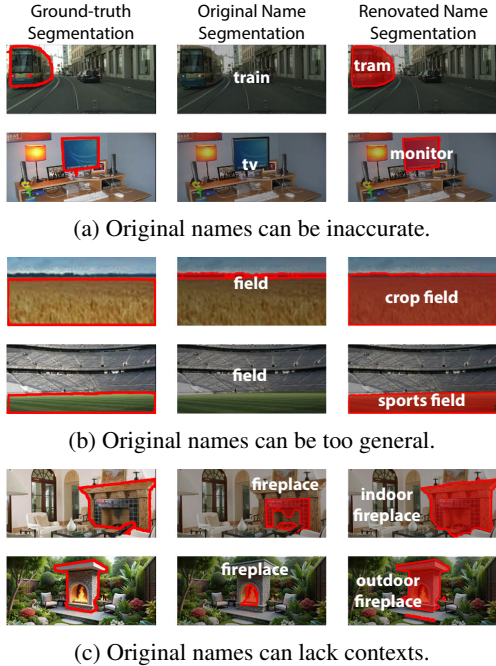 Ground-truth Segmentation
Original Name Segmentation
Renovated Name Segmentation
train
tram
tv
monitor
(a) Original names can be inaccurate.
field
crop field
field
sports field
(b) Original names can be too general.
fireplace
indoor fireplace
fireplace
outdoor fireplace
(c) Original names can lack contexts.